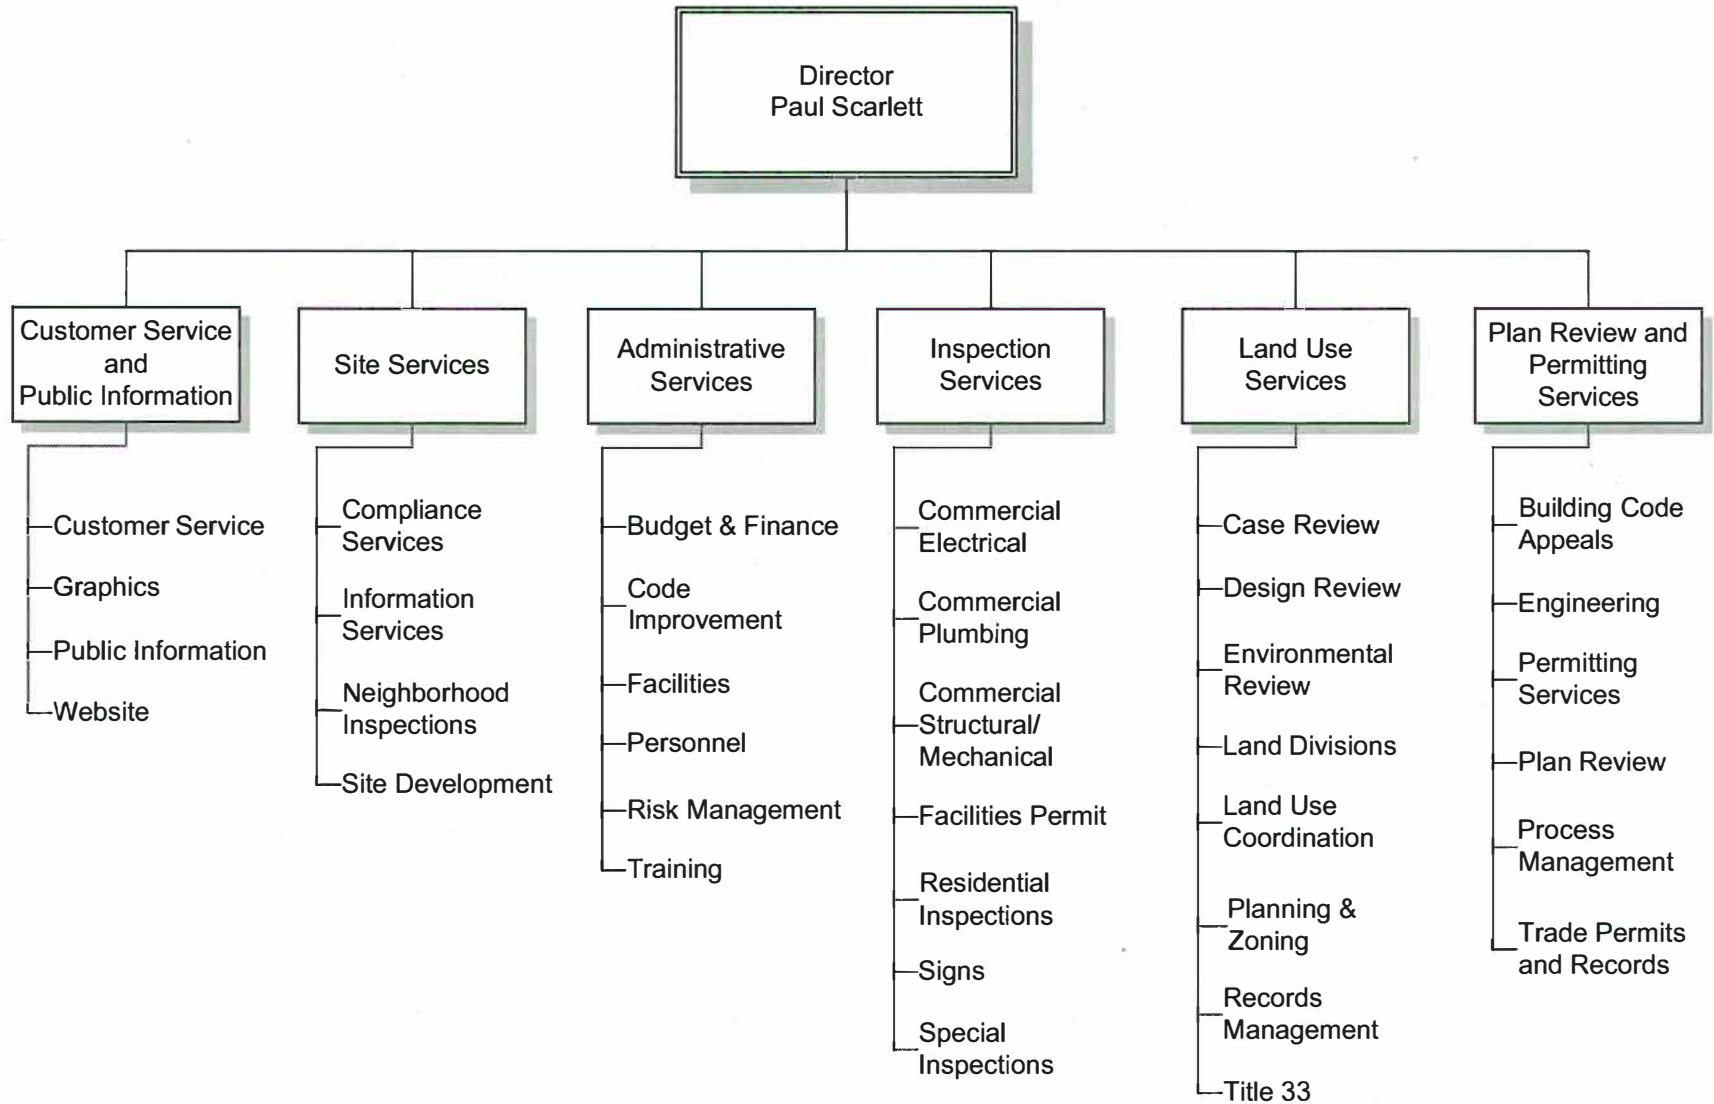 Director
Paul Scarlett
Customer Service
and
Public Information
Customer Service
Graphics
Public Information
Website
Site Services
Compliance
Services
Information
Services
Neighborhood
Inspections
Site Development
Administrative
Services
Budget & Finance
Code
Improvement
Facilities
Personnel
Risk Management
Training
Inspection
Services
Commercial
Electrical
Commercial
Plumbing
Commercial
Structural/
Mechanical
Facilities Permit
Residential
Inspections
Signs
Special
Inspections
Land Use
Services
Case Review
Design Review
Environmental
Review
Land Divisions
Land Use
Coordination
Planning &
Zoning
Records
Management
Title 33
Plan Review and
Permitting
Services
Building Code
Appeals
Engineering
Permitting
Services
Plan Review
Process
Management
Trade Permits
and Records